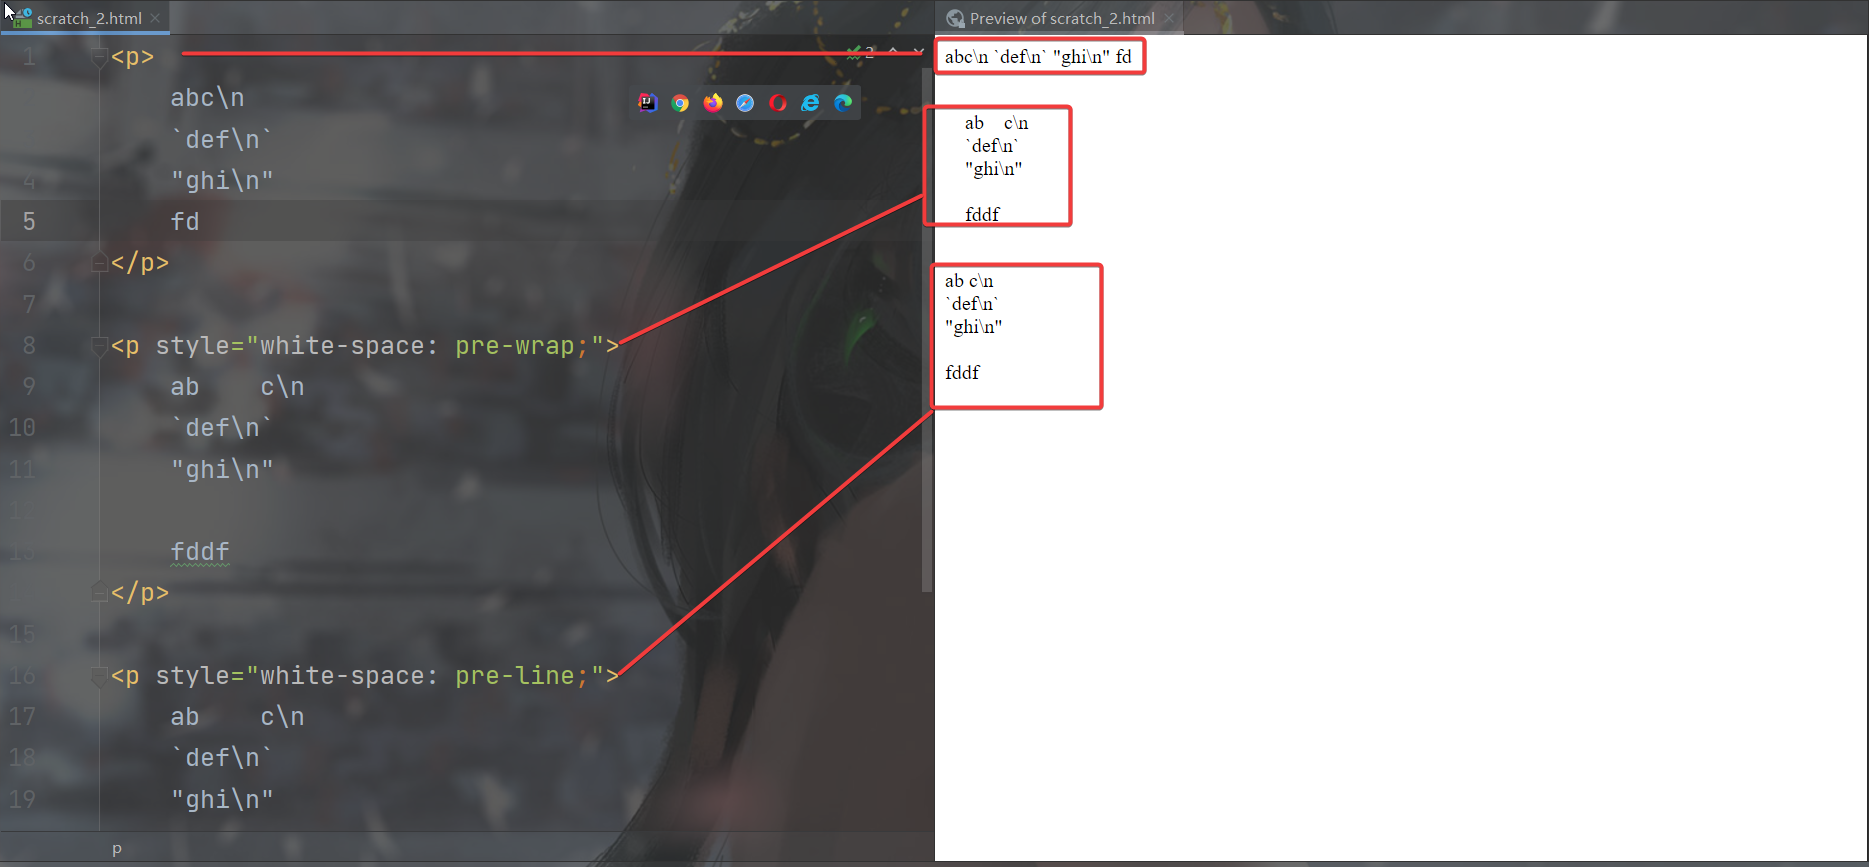 scratch_2.html
1 <p>
abc\n
`def\n`
4 "ghi\n"
5 fd
6 </p>
7
8 <p style="white-space: pre-wrap;">
9 ab    c\n
10 `def\n`
11 "ghi\n"
12
13 fddf
</p>
15
16 <p style="white-space: pre-line;">
17 ab    c\n
18 `def\n`
19 "ghi\n"
p
2
Preview of scratch_2.html
abc\n `def\n` "ghi\n" fd
ab    c\n
`def\n`
"ghi\n"
fddf
ab c\n
`def\n`
"ghi\n"
fddf